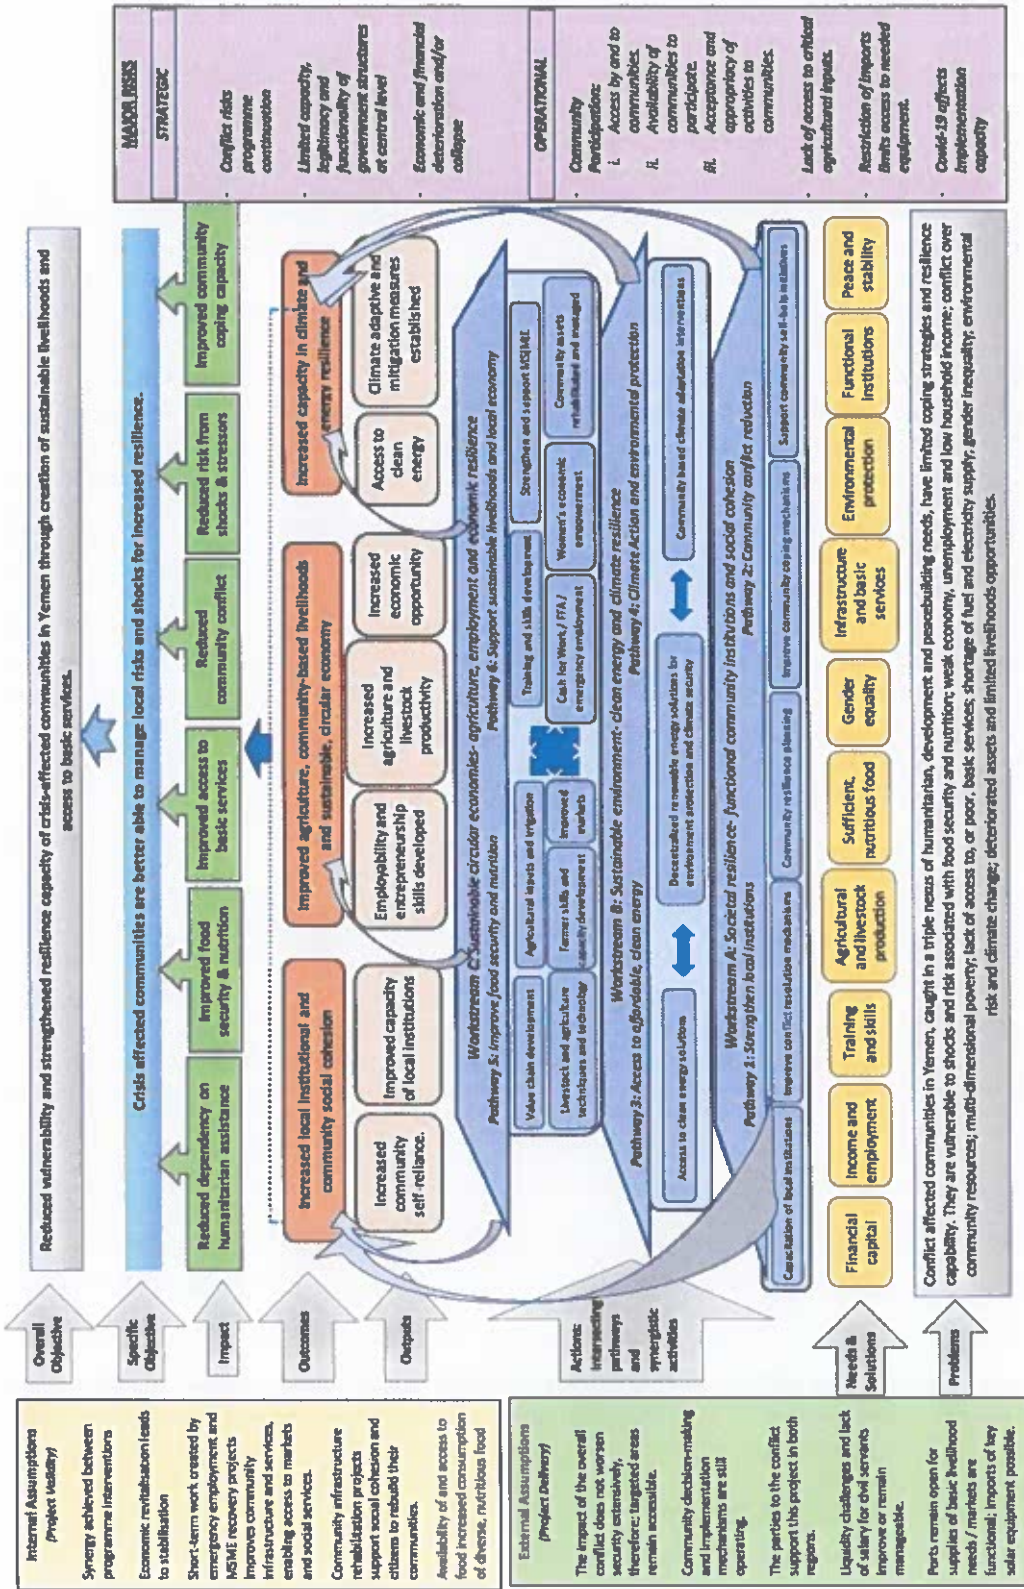 Internal Assumptions
(Project Validity)
Synergy achieved between
programme interventions
Economic revitalisation leads
to stabilisation
Short-term work created by
emergency employment and
MSME recovery projects
improves community
infrastructure and services,
enabling access to markets
and social services.
Community infrastructure
rehabilitation projects
support social cohesion and
citizens to rebuild their
communities.
Availability of and access to
food increased consumption
of diverse, nutritious food
External Assumptions
(Project Delivery)
The impact of the overall
conflict does not worsen
security extensively,
therefore; targeted areas
remain accessible.
Community decision-making
and implementation
mechanisms are still
operating.
The parties to the conflict
support this project in both
regions.
Liquidity challenges and lack
of salary for civil servants
improve or remain
manageable.
Ports remain open for
supplies of basic livelihood
needs / markets are
functional; imports of key
solar equipment possible.
Overall
Objective
Reduced vulnerability and strengthened resilience capacity of crisis-affected communities in Yemen through creation of sustainable livelihoods and
access to basic services.
Specific
Objective
Crisis affected communities are better able to manage local risks and shocks for increased resilience.
Impact
Reduced dependency on
humanitarian assistance
Improved food
security & nutrition
Improved access to
basic services
Reduced
community conflict
Reduced risk from
shocks & stressors
Improved community
coping capacity
Outcomes
Increased local institutional and
community social cohesion
Improved agriculture, community-based livelihoods
and sustainable, circular economy
Increased capacity in climate and
energy resilience
Outputs
Increased
community
self-reliance.
Improved capacity
of local institutions
Employability and
entrepreneurship
skills developed
Increased
agriculture and
livestock
productivity
Increased
economic
opportunity
Access to
clean
energy
Climate adaptive and
mitigation measures
established
Actions:
intersecting
pathways
and
synergistic
activities
Workstream C: Sustainable circular economies- agriculture, employment and economic resilience
Pathway 5: Improve food security and nutrition
Pathway 6: Support sustainable livelihoods and local economy
Value chain development
Agricultural inputs and irrigation
Training and skills development
Strengthen and support MSME
Livestock and agriculture
techniques and technology
Farmer skills and
capacity development
Improved
markets
Cash for Work/ FFA /
emergency employment
Women's economic
empowerment
Community assets
rehabilitated and managed
Workstream B: Sustainable environment- clean energy and climate resilience
Pathway 3: Access to affordable, clean energy
Pathway 4: Climate Action and environmental protection
Access to clean energy solutions
Decentralized renewable energy solutions for
environment protection and climate security
Community based climate adaptation interventions
Workstream A: Societal resilience- functional community institutions and social cohesion
Pathway 1: Strengthen local institutions
Pathway 2: Community conflict reduction
Capacitation of local institutions
Improve conflict resolution mechanisms
Community resilience planning
Improve community coping mechanisms
Support community self-help initiatives
Needs &
Solutions
Financial
capital
Income and
employment
Training
and skills
Agricultural
and livestock
production
Sufficient,
nutritious food
Gender
equality
Infrastructure
and basic
services
Environmental
protection
Functional
institutions
Peace and
stability
Problems
Conflict affected communities in Yemen, caught in a triple nexus of humanitarian, development and peacebuilding needs, have limited coping strategies and resilience
capability. They are vulnerable to shocks and risk associated with food security and nutrition; weak economy, unemployment and low household income; conflict over
community resources; multi-dimensional poverty; lack of access to, or poor, basic services; shortage of fuel and electricity supply; gender inequality; environmental
risk and climate change; deteriorated assets and limited livelihoods opportunities.
MAJOR RISKS
STRATEGIC
- Conflict risks
programme
continuation
- Limited capacity,
legitimacy and
functionality of
government structures
at central level
- Economic and financial
deterioration and/or
collapse
OPERATIONAL
- Community
Participation:
i. Access by and to
communities.
ii. Availability of
communities to
participate.
iii. Acceptance and
appropriacy of
activities to
communities.
- Lack of access to critical
agricultural inputs.
- Restriction of imports
limits access to needed
equipment.
- Covid-19 affects
implementation
capacity